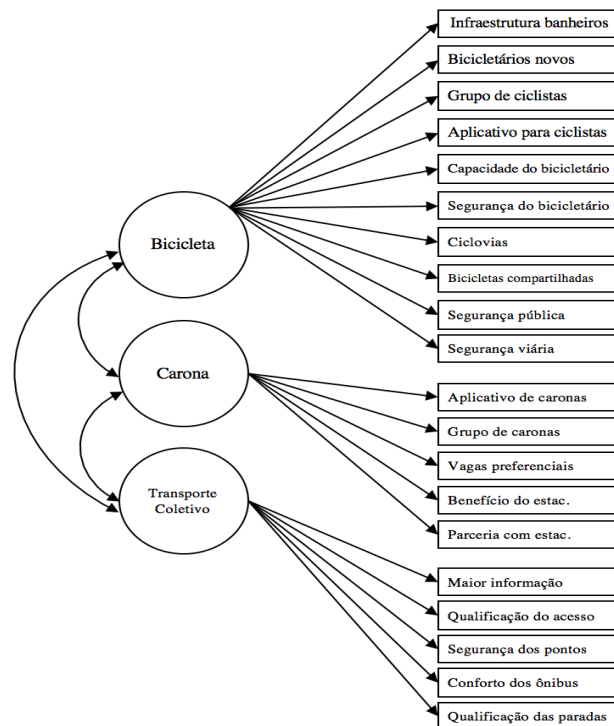 Infraestrutura banheiros
Bicicletários novos
Grupo de ciclistas
Aplicativo para ciclistas
Capacidade do bicicletário
Segurança do bicicletário
Ciclovias
Bicicletas compartilhadas
Segurança pública
Segurança viária
Bicicleta
Carona
Aplicativo de caronas
Grupo de caronas
Vagas preferenciais
Benefício do estac.
Parceria com estac.
Transporte
Coletivo
Maior informação
Qualificação do acesso
Segurança dos pontos
Conforto dos ônibus
Qualificação das paradas